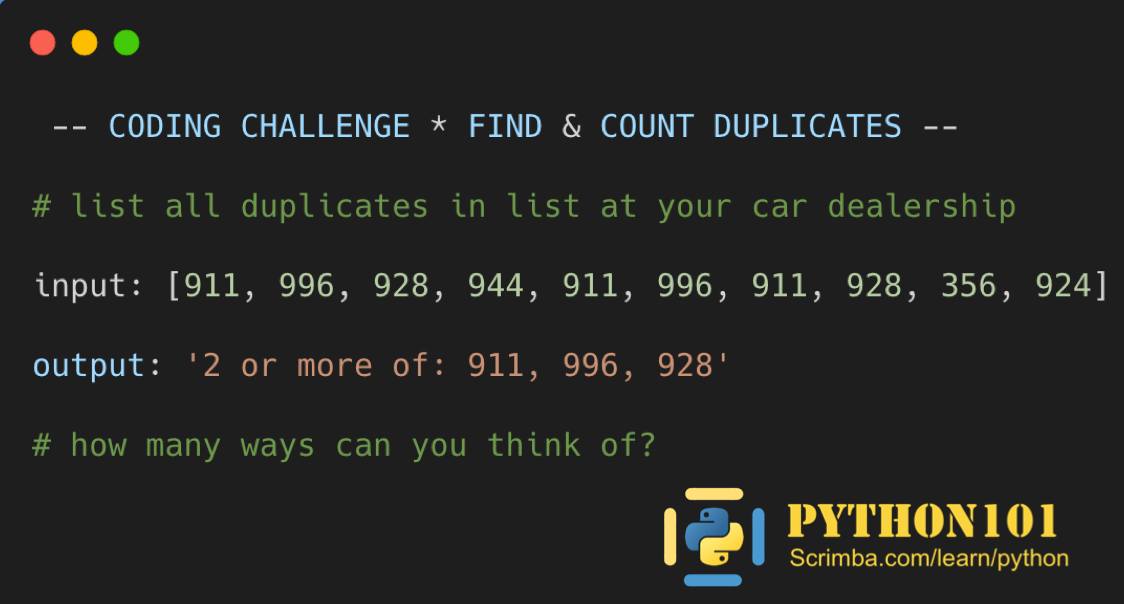 -- CODING CHALLENGE * FIND & COUNT DUPLICATES --
# list all duplicates in list at your car dealership
input: [911, 996, 928, 944, 911, 996, 911, 928, 356, 924]
output: '2 or more of: 911, 996, 928'
# how many ways can you think of?
PYTHON101
Scrimba.com/learn/python